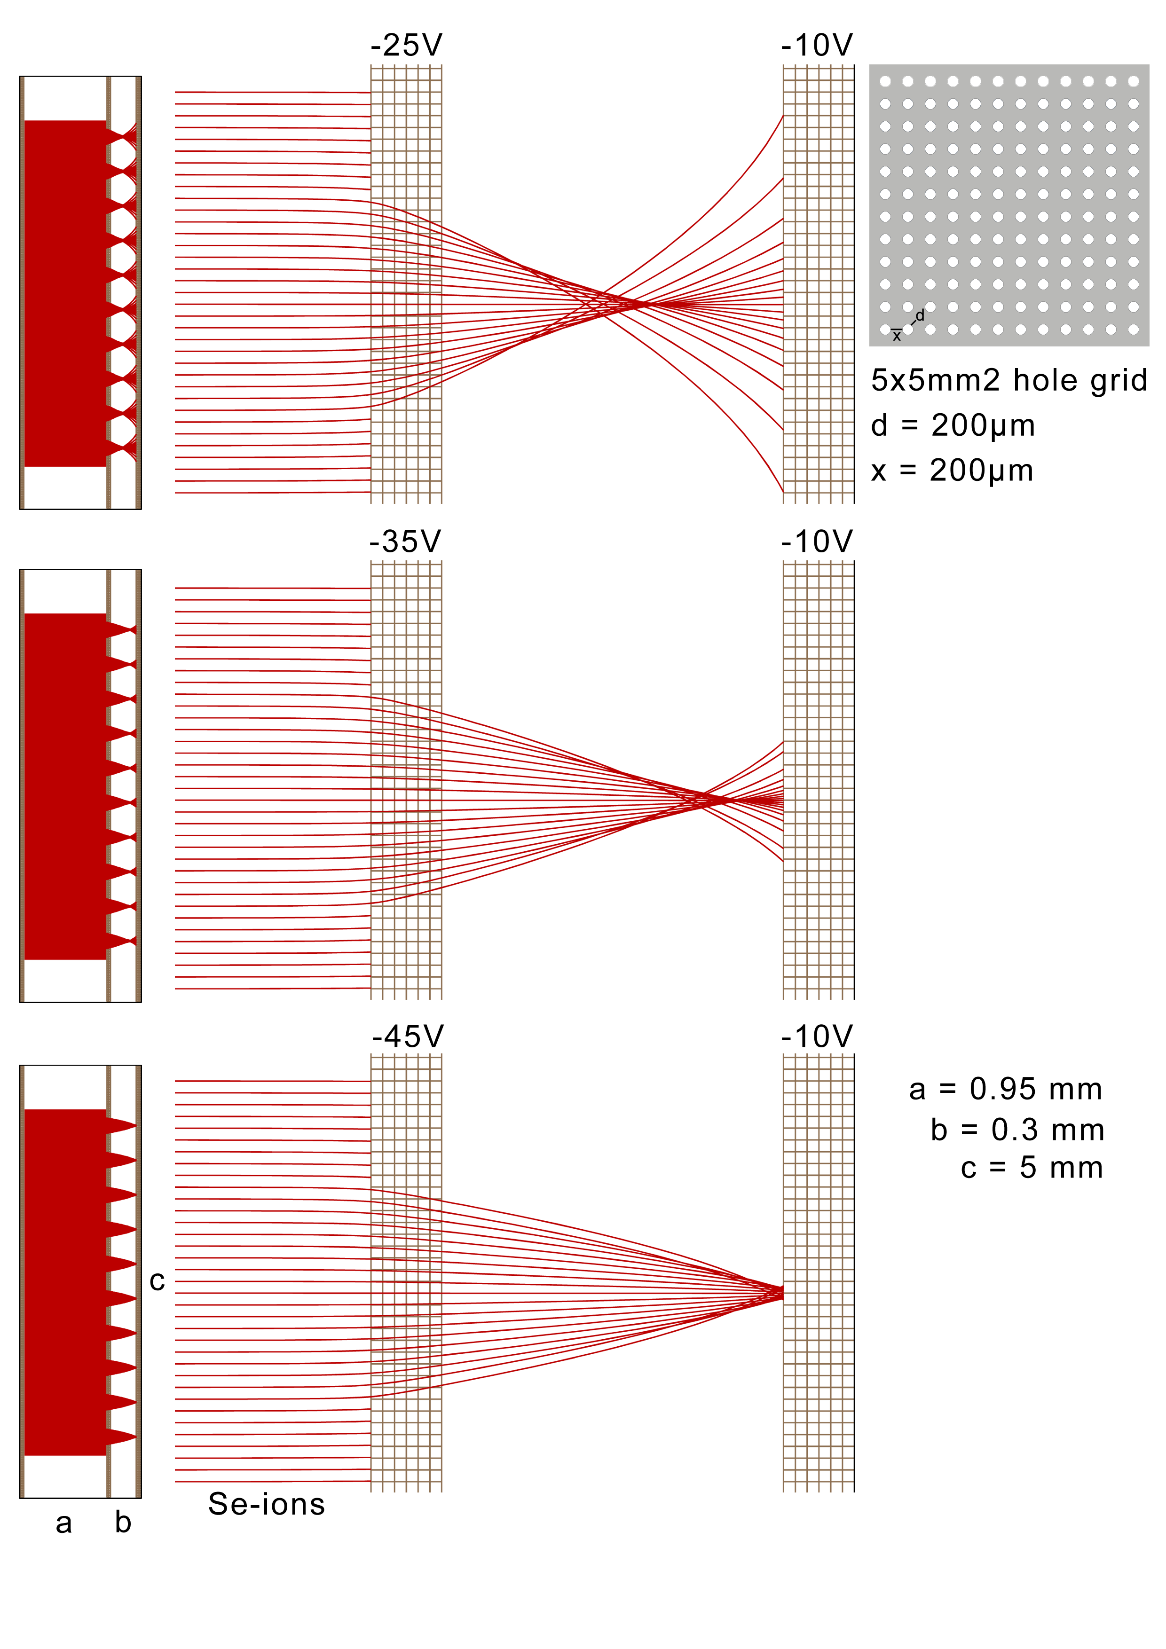 -25V
-10V
d
x
5x5mm2 hole grid
d = 200µm
x = 200µm
-35V
-10V
-45V
-10V
a = 0.95 mm
b = 0.3 mm
c = 5 mm
c
Se-ions
a
b